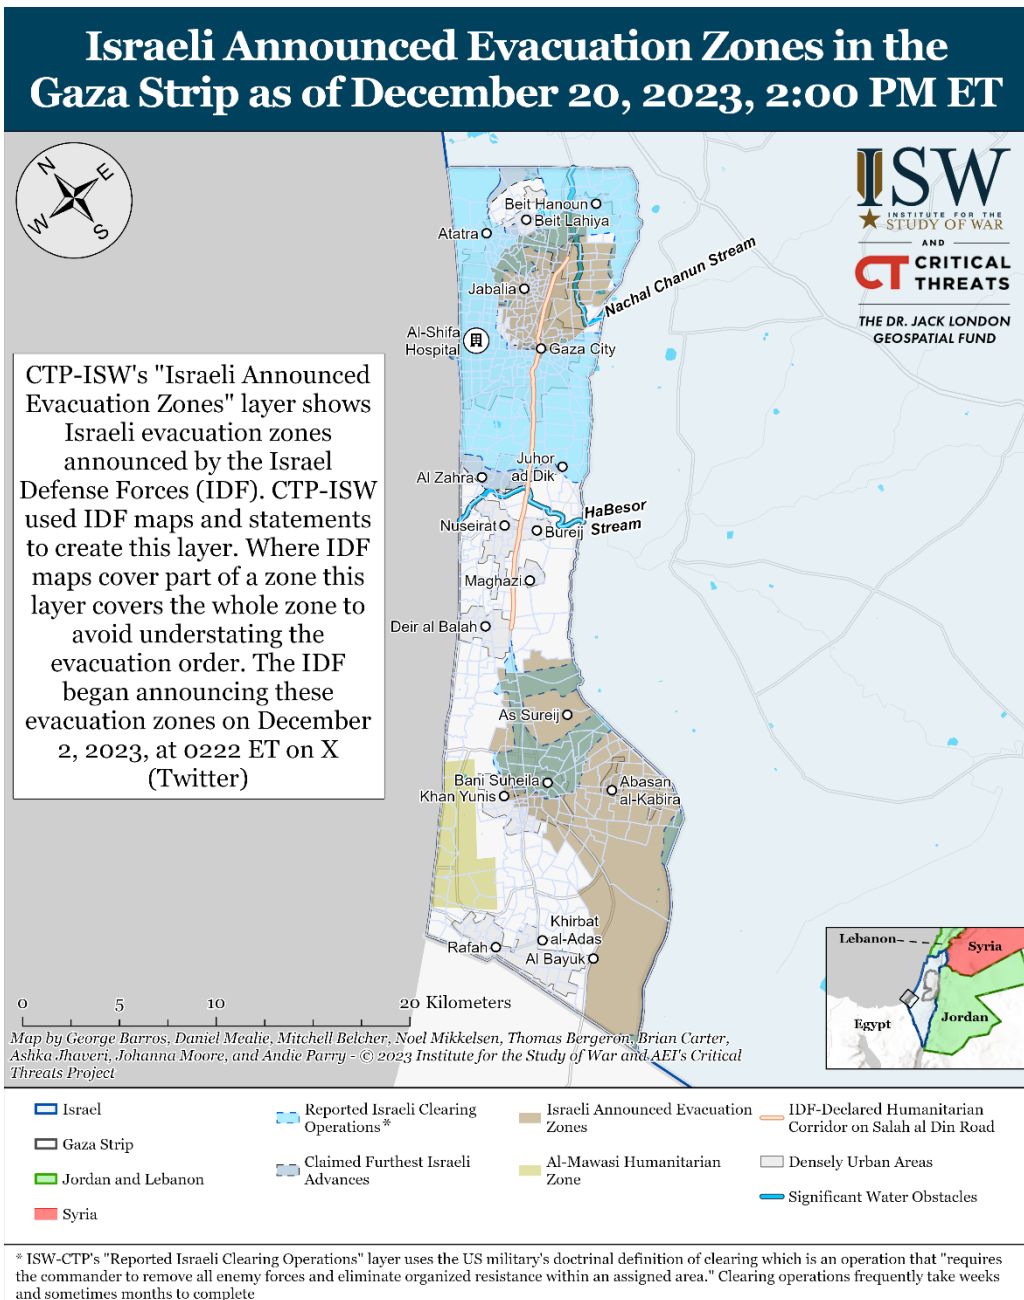 Israeli Announced Evacuation Zones in the
Gaza Strip as of December 20, 2023, 2:00 PM ET
N
E
W
S
ISW
INSTITUTE FOR THE
STUDY OF WAR
AND
CT CRITICAL
THREATS
THE DR. JACK LONDON
GEOSPATIAL FUND
Beit Hanoun
Beit Lahiya
Atatra
Nachal Chanun Stream
Jabalia
Al-Shifa
Hospital
Gaza City
CTP-ISW's "Israeli Announced
Evacuation Zones" layer shows
Israeli evacuation zones
announced by the Israel
Defense Forces (IDF). CTP-ISW
used IDF maps and statements
to create this layer. Where IDF
maps cover part of a zone this
layer covers the whole zone to
avoid understating the
evacuation order. The IDF
began announcing these
evacuation zones on December
2, 2023, at 0222 ET on X
(Twitter)
Juhor
ad Dik
Al Zahra
HaBesor
Stream
Nuseirat
Bureij
Maghazi
Deir al Balah
As Sureij
Bani Suheila
Khan Yunis
Abasan
al-Kabira
Khirbat
al-Adas
Rafah
Al Bayuk
Lebanon
Syria
Egypt
Jordan
0 5 10 20 Kilometers
Map by George Barros, Daniel Mealie, Mitchell Belcher, Noel Mikkelsen, Thomas Bergeron, Brian Carter,
Ashka Jhaveri, Johanna Moore, and Andie Parry - © 2023 Institute for the Study of War and AEI's Critical
Threats Project
Israel
Gaza Strip
Jordan and Lebanon
Syria
Reported Israeli Clearing
Operations*
Claimed Furthest Israeli
Advances
Israeli Announced Evacuation
Zones
Al-Mawasi Humanitarian
Zone
IDF-Declared Humanitarian
Corridor on Salah al Din Road
Densely Urban Areas
Significant Water Obstacles
* ISW-CTP's "Reported Israeli Clearing Operations" layer uses the US military's doctrinal definition of clearing which is an operation that "requires
the commander to remove all enemy forces and eliminate organized resistance within an assigned area." Clearing operations frequently take weeks
and sometimes months to complete